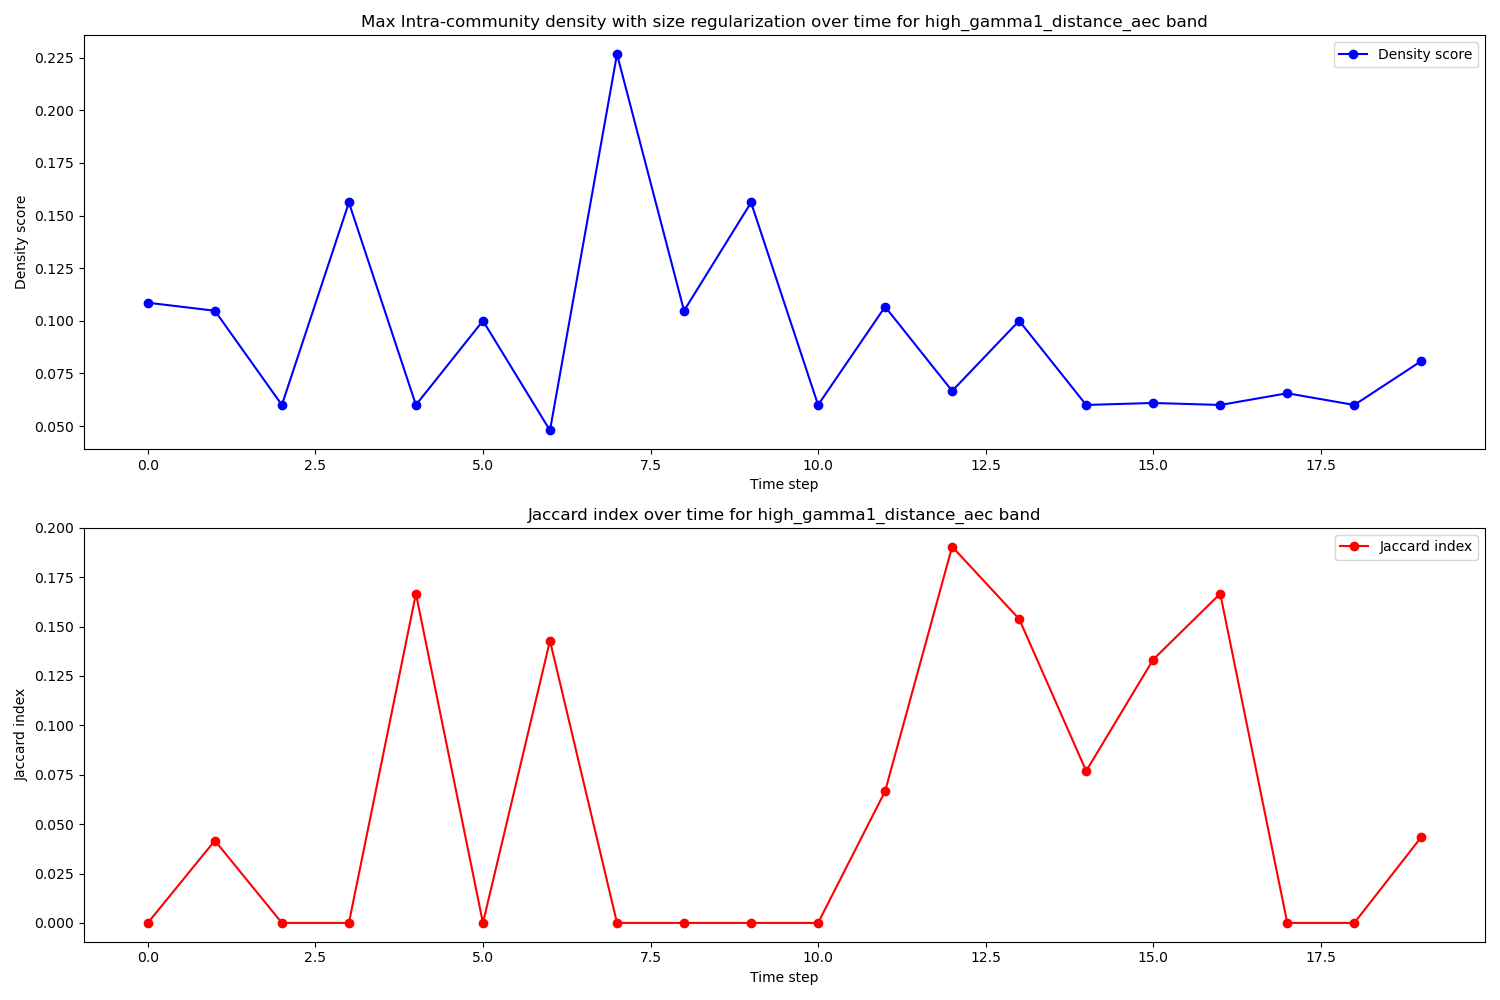 Max Intra-community density with size regularization over time for high_gamma1_distance_aec band
0.225
0.200
0.175
0.150
0.125
0.100
0.075
0.050
Density score
Density score
0.0 2.5 5.0 7.5 10.0 12.5 15.0 17.5
Time step
Jaccard index over time for high_gamma1_distance_aec band
0.200
0.175
0.150
0.125
0.100
0.075
0.050
0.025
0.000
Jaccard index
Jaccard index
0.0 2.5 5.0 7.5 10.0 12.5 15.0 17.5
Time step